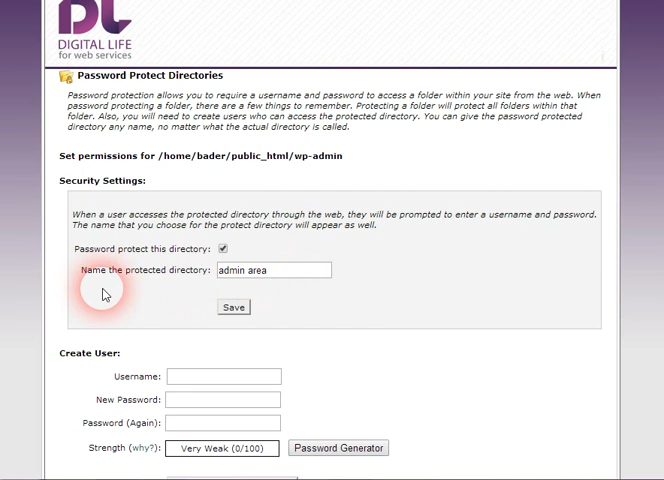 DL
DIGITAL LIFE
for web services
Password Protect Directories
Password protection allows you to require a username and password to access a folder within your site from the web. When
password protecting a folder, there are a few things to remember. Protecting a folder will protect all folders within that
folder. Also, you will need to create users who can access the protected directory. You can give the password protected
directory any name, no matter what the actual directory is called.
Set permissions for /home/bader/public_html/wp-admin
Security Settings:
When a user accesses the protected directory through the web, they will be prompted to enter a username and password.
The name that you choose for the protect directory will appear as well.
Password protect this directory:
Name the protected directory: admin area
Save
Create User:
Username:
New Password:
Password (Again):
Strength (why?): Very Weak (0/100) Password Generator